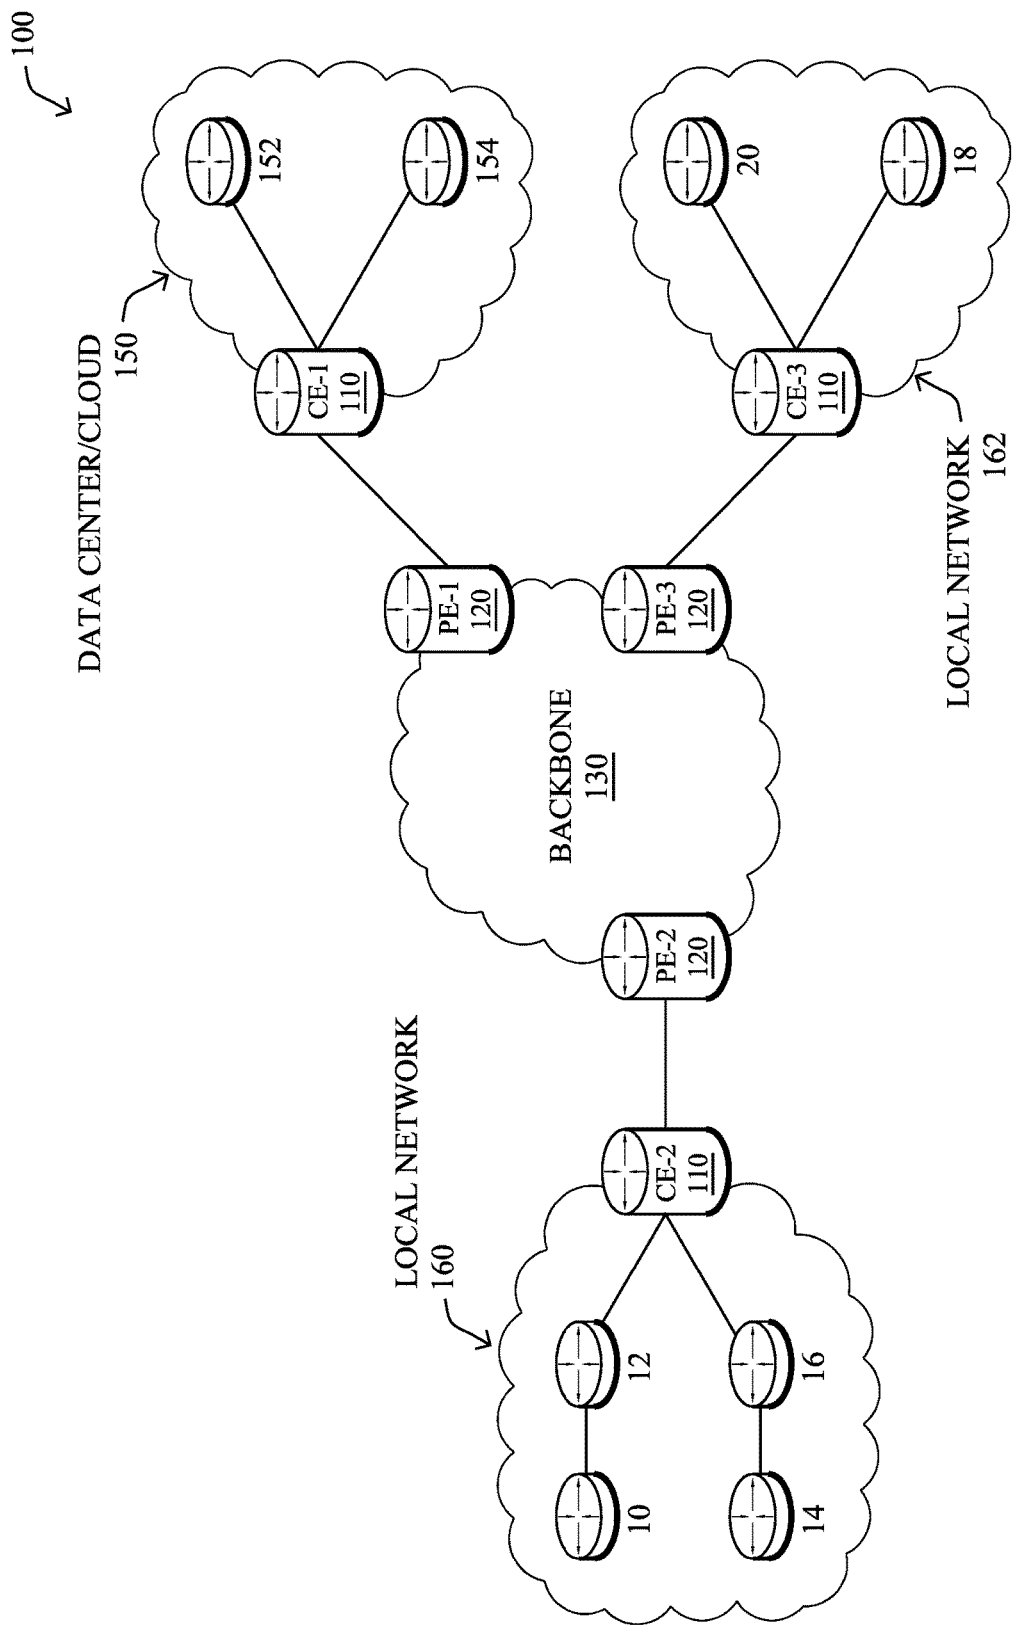 100
DATA CENTER/CLOUD
150
152
154
CE-1
110
PE-1
120
LOCAL NETWORK
160
BACKBONE
130
10
12
14
16
CE-2
110
PE-2
120
PE-3
120
CE-3
110
20
18
LOCAL NETWORK
162